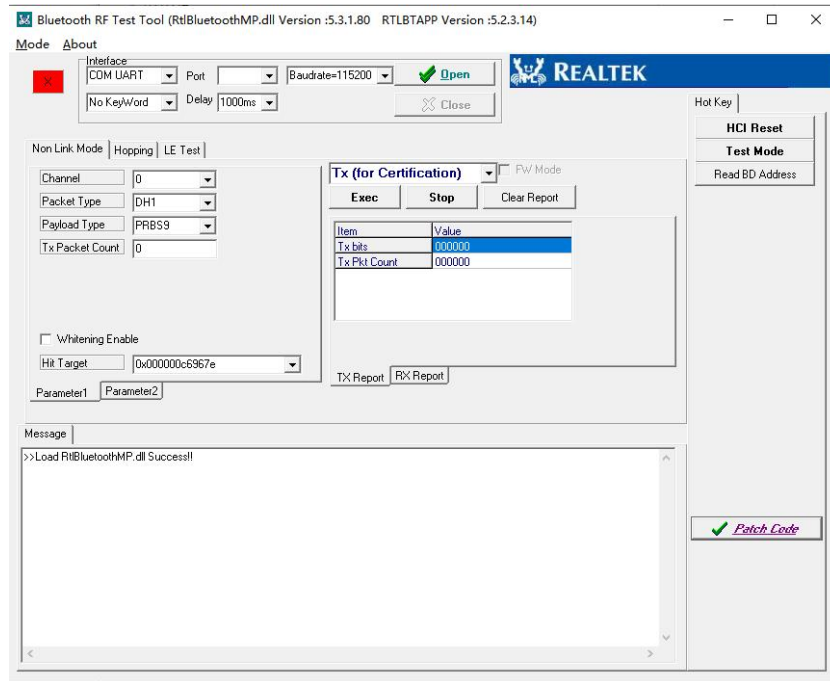 Bluetooth RF Test Tool (RtlBluetoothMP.dll Version :5.3.1.80 RTLBTAPP Version :5.2.3.14)
Mode About
Interface
COM UART Port Baudrate=115200 Open
No KeyWord Delay 1000ms Close
REALTEK
Hot Key
HCI Reset
Test Mode
Read BD Address
Non Link Mode Hopping LE Test
Channel 0
Packet Type DH1
Payload Type PRBS9
Tx Packet Count 0
Whitening Enable
Hit Target 0x000000c6967e
Parameter1 Parameter2
Tx (for Certification) FW Mode
Exec Stop Clear Report
Item Value
Tx bits 000000
Tx Pkt Count 000000
TX Report RX Report
Message
>>Load RtlBluetoothMP.dll Success!!
Patch Code